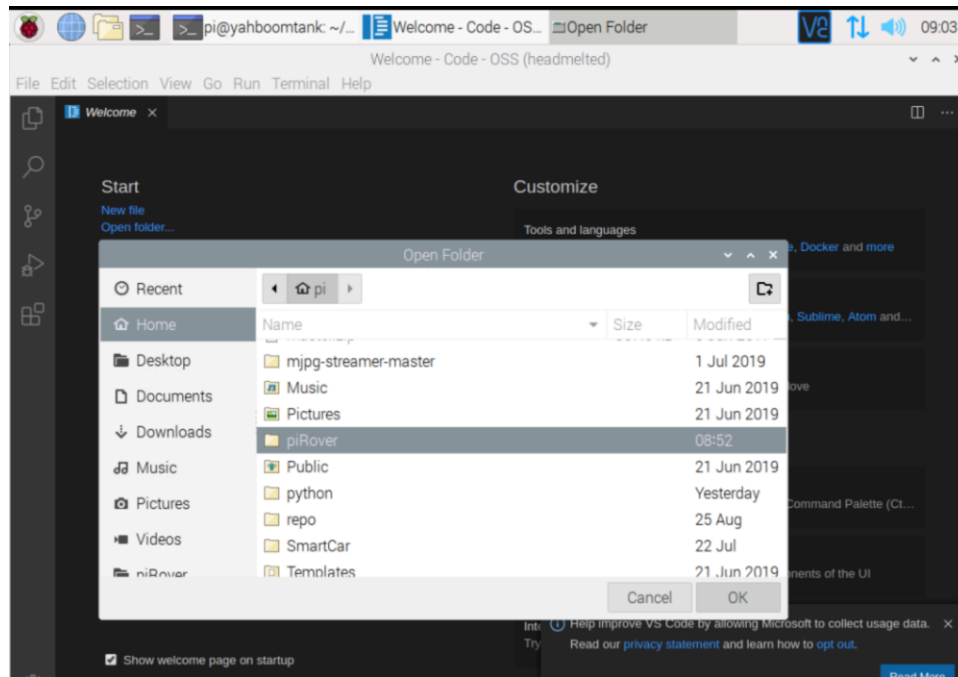 pi@yahboomtank: ~/... Welcome - Code - OS... Open Folder VS 09:03
Welcome - Code - OSS (headmelted)
File Edit Selection View Go Run Terminal Help
Welcome
Start
Customize
New file
Open folder...
Tools and languages
, Docker and more
Open Folder
Recent
pi
Home
Name Size Modified
, Sublime, Atom and...
mjpg-streamer-master 1 Jul 2019
Desktop
Music 21 Jun 2019
Documents
Pictures 21 Jun 2019
Downloads
piRover 08:52
Music
Public 21 Jun 2019
python Yesterday
Pictures
Command Palette (Ct...
repo 25 Aug
Videos
SmartCar 22 Jul
piRover
Templates 21 Jun 2019
of the UI
Cancel OK
Help improve VS Code by allowing Microsoft to collect usage data.
Read our privacy statement and learn how to opt out.
Show welcome page on startup
Read More